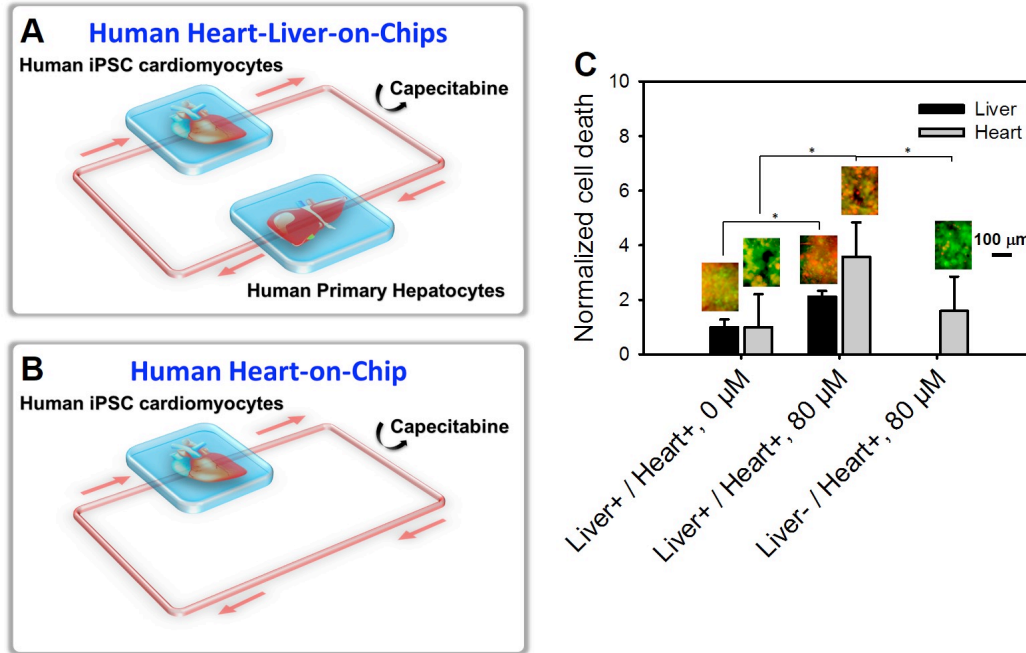 A
Human Heart-Liver-on-Chips
Human iPSC cardiomyocytes
Capecitabine
Human Primary Hepatocytes
B
Human Heart-on-Chip
Human iPSC cardiomyocytes
Capecitabine
C
Normalized cell death
10
8
6
4
2
0
Liver
Heart
*
*
*
100 µm
Liver+ / Heart+, 0 µM
Liver+ / Heart+, 80 µM
Liver- / Heart+, 80 µM